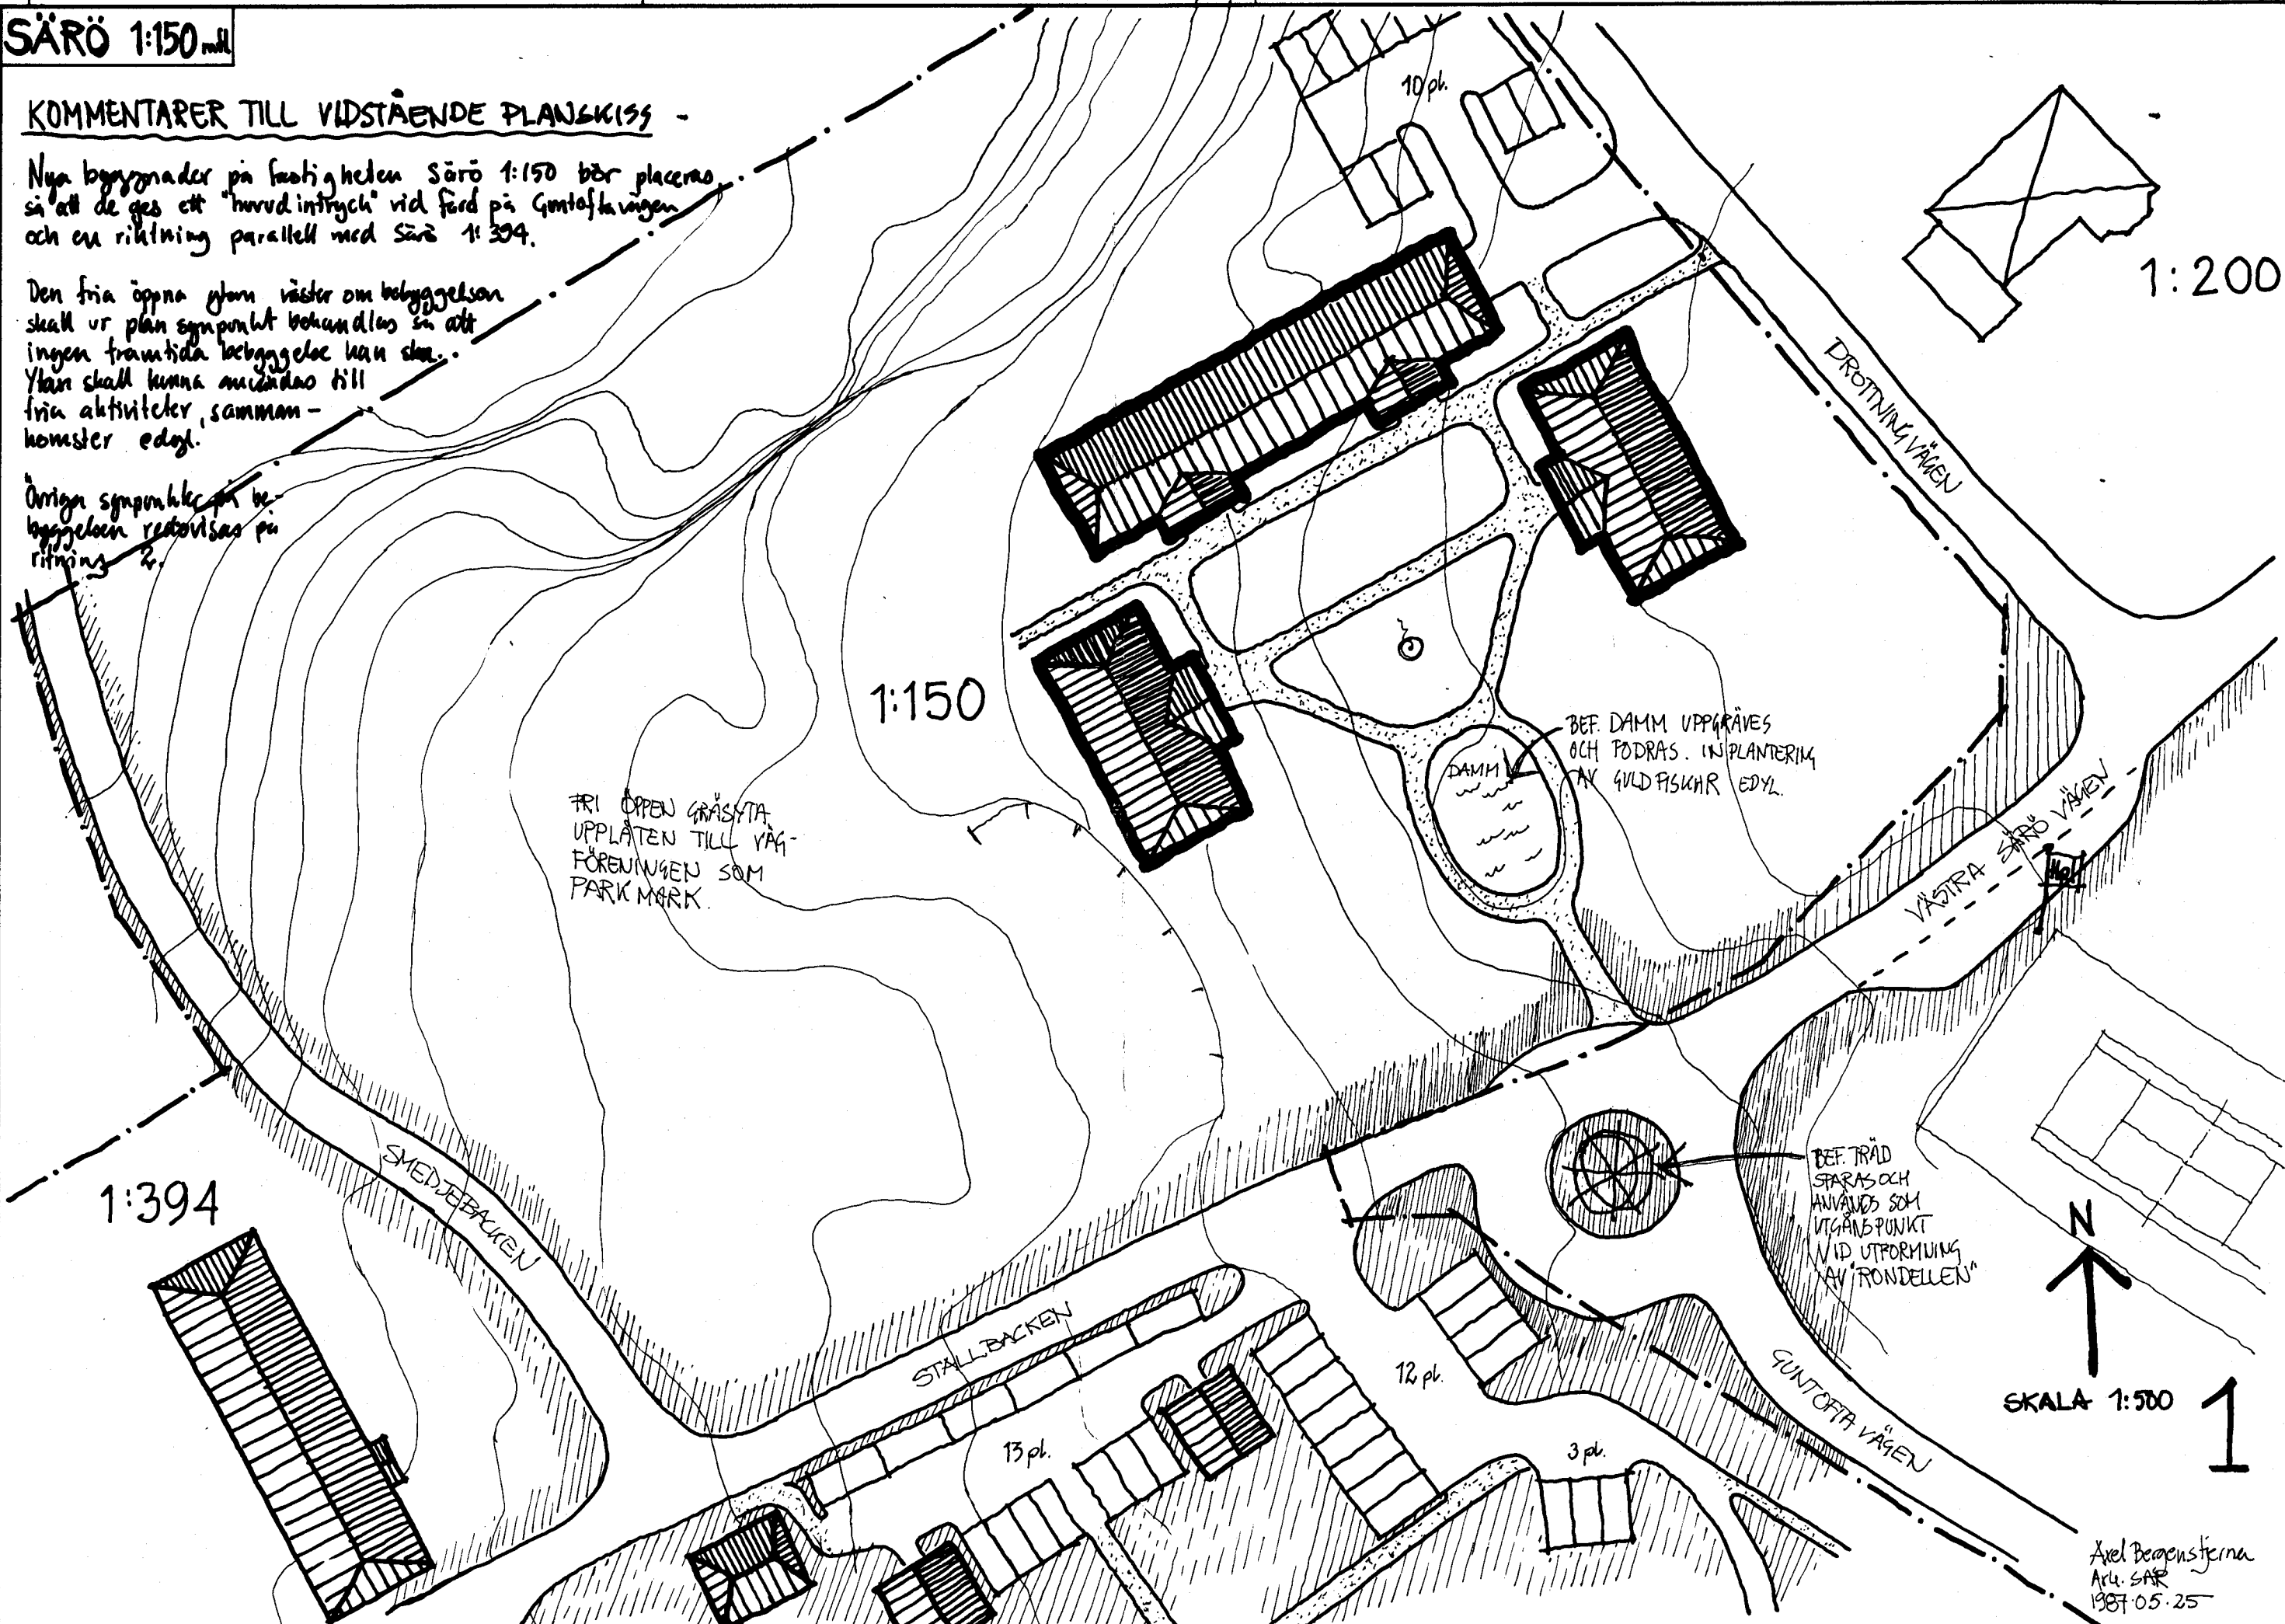 SÄRÖ 1:150 mfl
KOMMENTARER TILL VIDSTÅENDE PLANSKISS -
Nya byggnader på fastigheten Särö 1:150 bör placeras
så att de ges ett "huvudintryck" vid färd på Guntoftavägen
och en riktning parallell med Särö 1:394.
Den fria öppna ytan väster om bebyggelsen
skall ur plansynpunkt behandlas så att
ingen framtida bebyggelse kan ske.
Ytan skall kunna användas till
fria aktiviteter, samman-
komster edyl.
Övriga synpunkter på be-
byggelsen redovisas på
ritning 2.
10 pl.
1:200
DROTTNINGVÄGEN
1:150
BEF. DAMM UPPGRÄVES
OCH FODRAS. INPLANTERING
AV GULDFISKAR EDYL.
DAMM
FRI ÖPPEN GRÄSYTA
UPPLÅTEN TILL VÄG-
FÖRENINGEN SOM
PARKMARK.
VÄSTRA SÄRÖ VÄGEN
Hpl
1:394
SMEDJEBACKEN
BEF. TRÄD
SPARAS OCH
ANVÄNDS SOM
UTGÅNSPUNKT
VID UTFORMNING
AV "RONDELLEN"
N
STALLBACKEN
12 pl.
13 pl.
3 pl.
GUNTOFTA VÄGEN
SKALA 1:500
1
Axel Bergenstjerna
Ark. SAR
1987.05.25